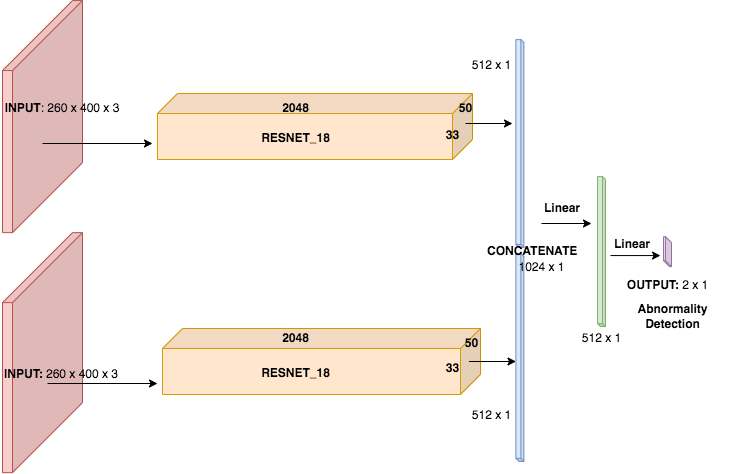 512 x 1
INPUT: 260 x 400 x 3
2048
50
33
RESNET_18
Linear
CONCATENATE
1024 x 1
Linear
OUTPUT: 2 x 1
Abnormality
Detection
512 x 1
INPUT: 260 x 400 x 3
2048
50
33
RESNET_18
512 x 1